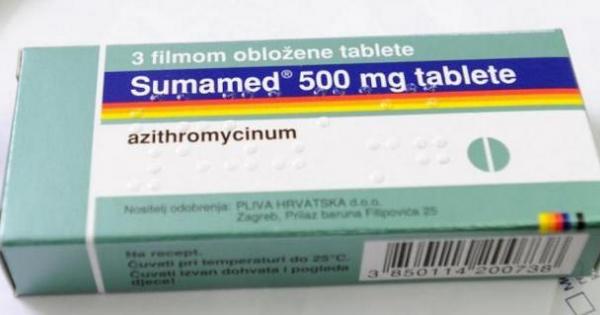 3 filmom obložene tablete
Sumamed® 500 mg tablete
azithromycinum
Nositelj odobrenja: PLIVA HRVATSKA d.o.o.
Zagreb, Prilaz baruna Filipovića 25
Na recept.
Čuvati pri temperaturi do 25°C.
Čuvati izvan dohvata i pogleda
djece!
3 850114 200738